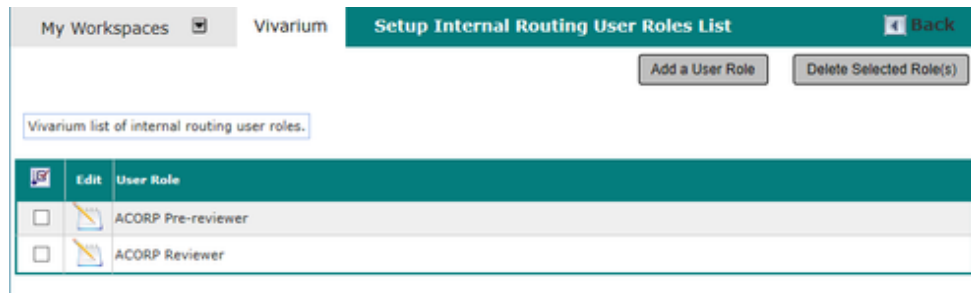 My Workspaces Vivarium Setup Internal Routing User Roles List Back
Add a User Role Delete Selected Role(s)
Vivarium list of internal routing user roles.
Edit User Role
ACORP Pre-reviewer
ACORP Reviewer